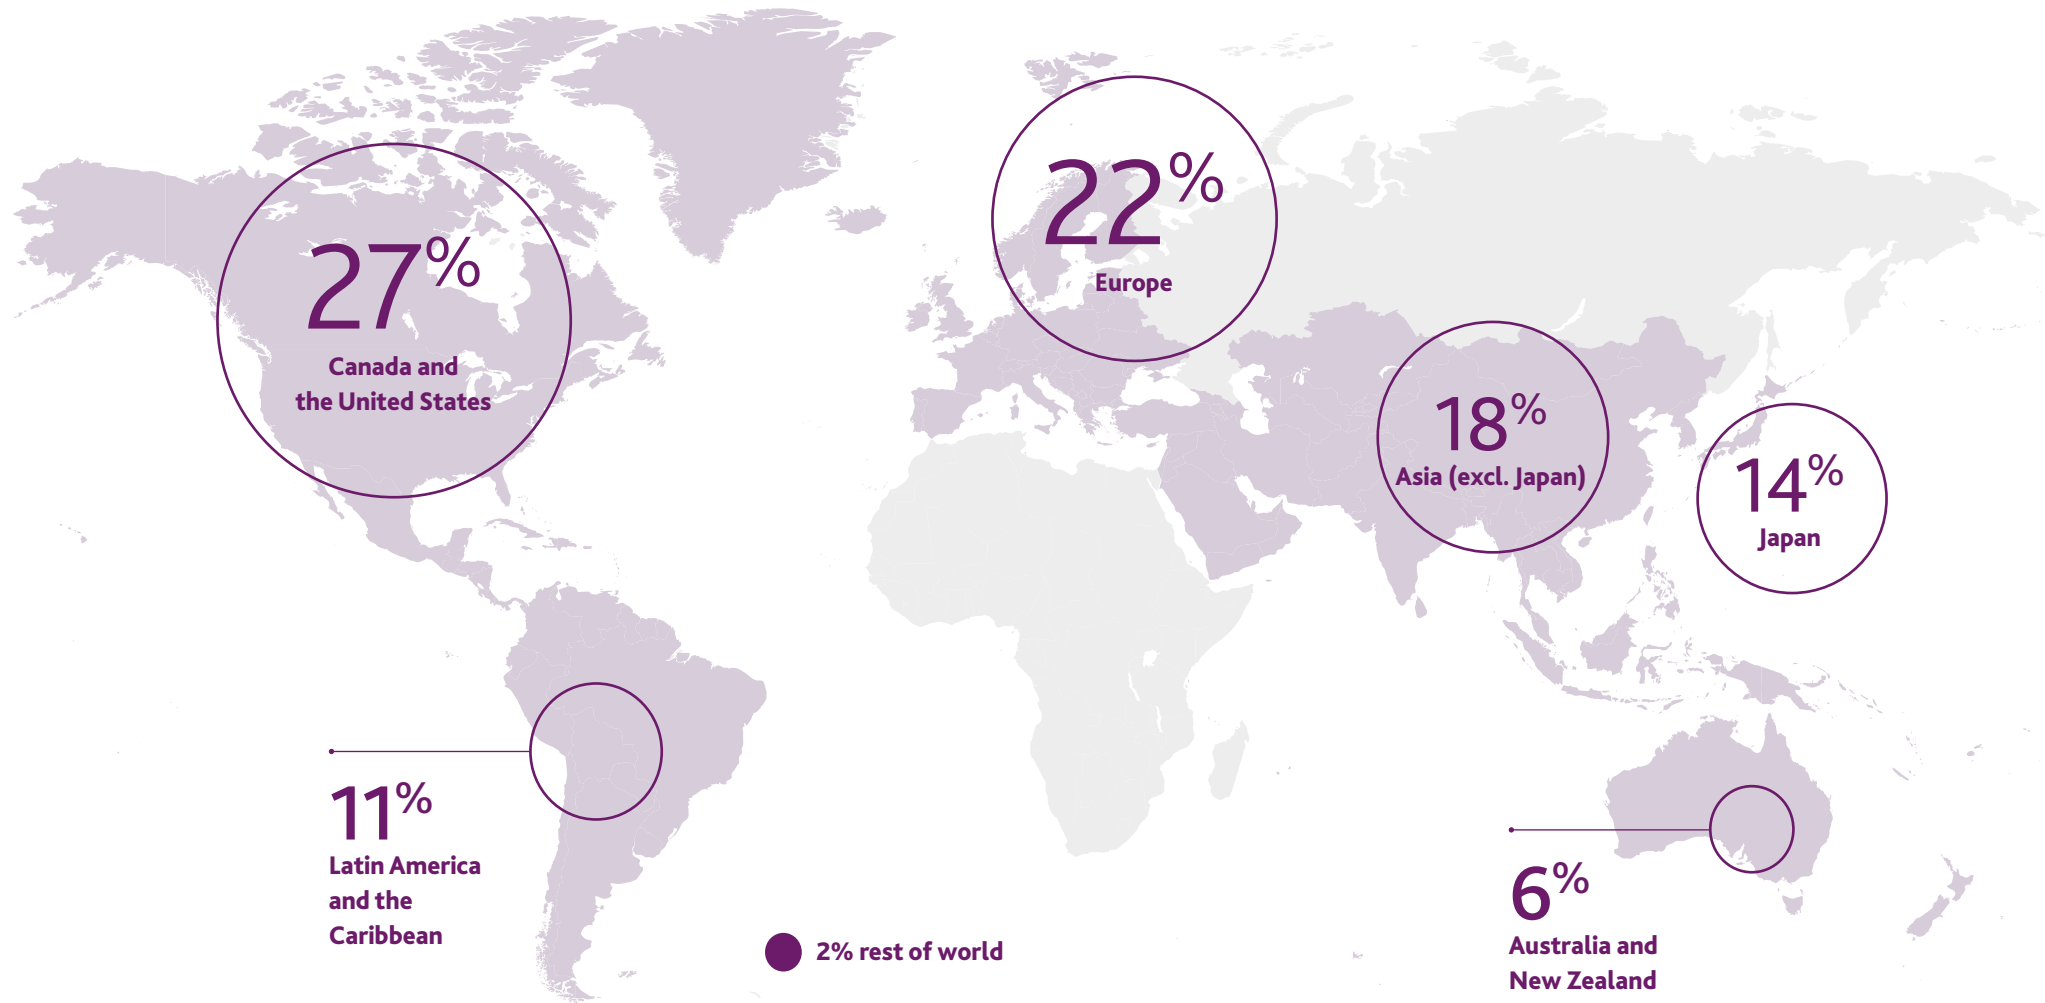 27%
Canada and
the United States
22%
Europe
18%
Asia (excl. Japan)
14%
Japan
11%
Latin America
and the
Caribbean
6%
Australia and
New Zealand
2% rest of world